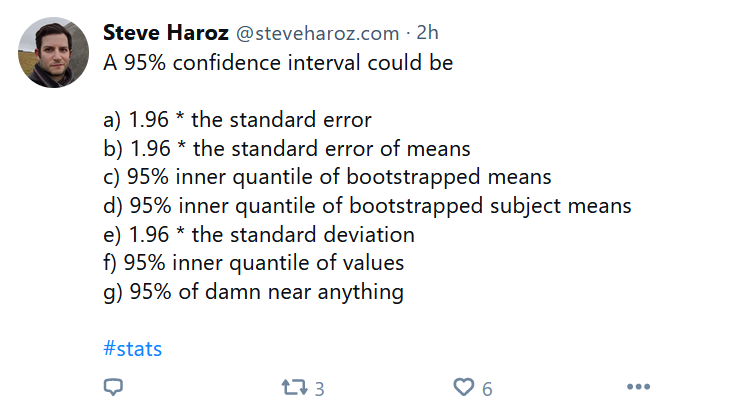 Steve Haroz @steveharoz.com · 2h
A 95% confidence interval could be
a) 1.96 * the standard error
b) 1.96 * the standard error of means
c) 95% inner quantile of bootstrapped means
d) 95% inner quantile of bootstrapped subject means
e) 1.96 * the standard deviation
f) 95% inner quantile of values
g) 95% of damn near anything
#stats
3 6